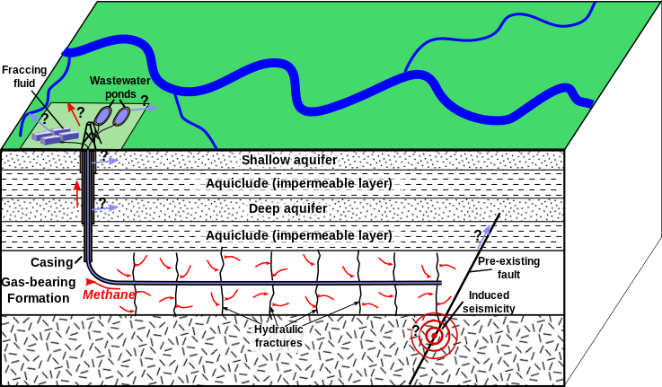 Fraccing
fluid
Wastewater
ponds
?
?
?
?
Shallow aquifer
Aquiclude (impermeable layer)
?
Deep aquifer
Aquiclude (impermeable layer)
?
Casing
Pre-existing
fault
Gas-bearing
Formation
Methane
Induced
seismicity
Hydraulic
fractures
?